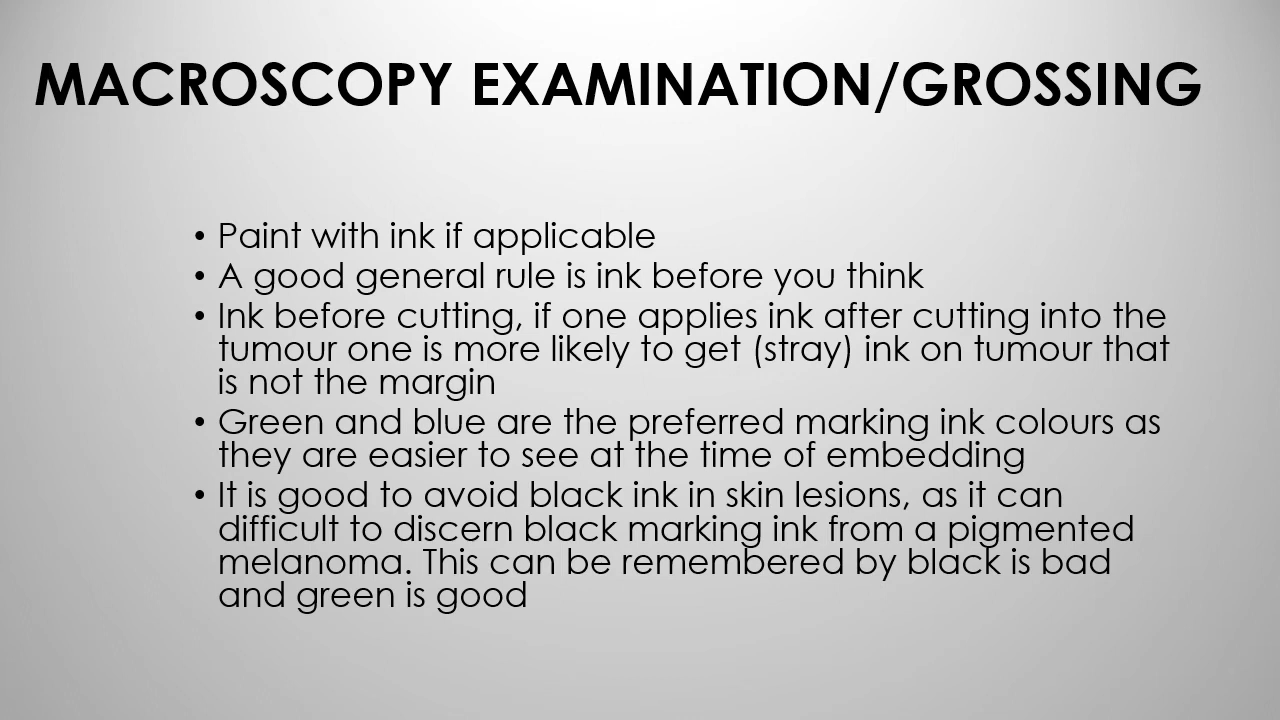 MACROSCOPY EXAMINATION/GROSSING
• Paint with ink if applicable
• A good general rule is ink before you think
• Ink before cutting, if one applies ink after cutting into the
tumour one is more likely to get (stray) ink on tumour that
is not the margin
• Green and blue are the preferred marking ink colours as
they are easier to see at the time of embedding
• It is good to avoid black ink in skin lesions, as it can
difficult to discern black marking ink from a pigmented
melanoma. This can be remembered by black is bad
and green is good